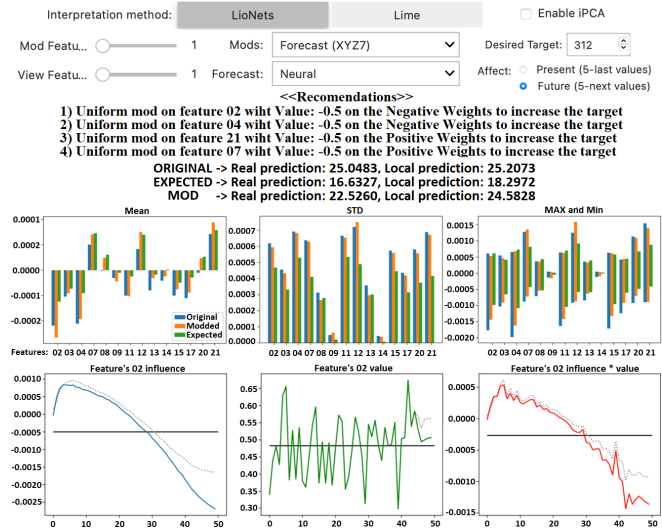 Interpretation method: LioNets Lime Enable iPCA
Mod Featu... 1 Mods: Forecast (XYZ7) Desired Target: 312
View Featu... 1 Forecast: Neural Affect: Present (5-last values)
Future (5-next values)
<<Recomendations>>
1) Uniform mod on feature 02 wiht Value: -0.5 on the Negative Weights to increase the target
2) Uniform mod on feature 04 wiht Value: -0.5 on the Negative Weights to increase the target
3) Uniform mod on feature 21 wiht Value: -0.5 on the Positive Weights to increase the target
4) Uniform mod on feature 07 wiht Value: -0.5 on the Positive Weights to increase the target
ORIGINAL -> Real prediction: 25.0483, Local prediction: 25.2073
EXPECTED -> Real prediction: 16.6327, Local prediction: 18.2972
MOD -> Real prediction: 22.5260, Local prediction: 24.5828
Mean STD MAX and Min
0.0001
0.0002
0.0000
-0.0001
-0.0002
Original
Modded
Expected
0.0007
0.0006
0.0005
0.0004
0.0003
0.0002
0.0001
0.0000
0.0015
0.0010
0.0005
0.0000
-0.0005
-0.0010
-0.0015
-0.0020
Features: 02 03 04 07 08 09 11 12 13 14 15 17 20 21
02 03 04 07 08 09 11 12 13 14 15 17 20 21
02 03 04 07 08 09 11 12 13 14 15 17 20 21
Feature's 02 influence Feature's 02 value Feature's 02 influence * value
0.0010
0.0005
0.0000
-0.0005
-0.0010
-0.0015
-0.0020
-0.0025
0 10 20 30 40 50
0.65
0.60
0.55
0.50
0.45
0.40
0.35
0.30
0 10 20 30 40 50
0.0005
0.0000
-0.0005
-0.0010
-0.0015
0 10 20 30 40 50